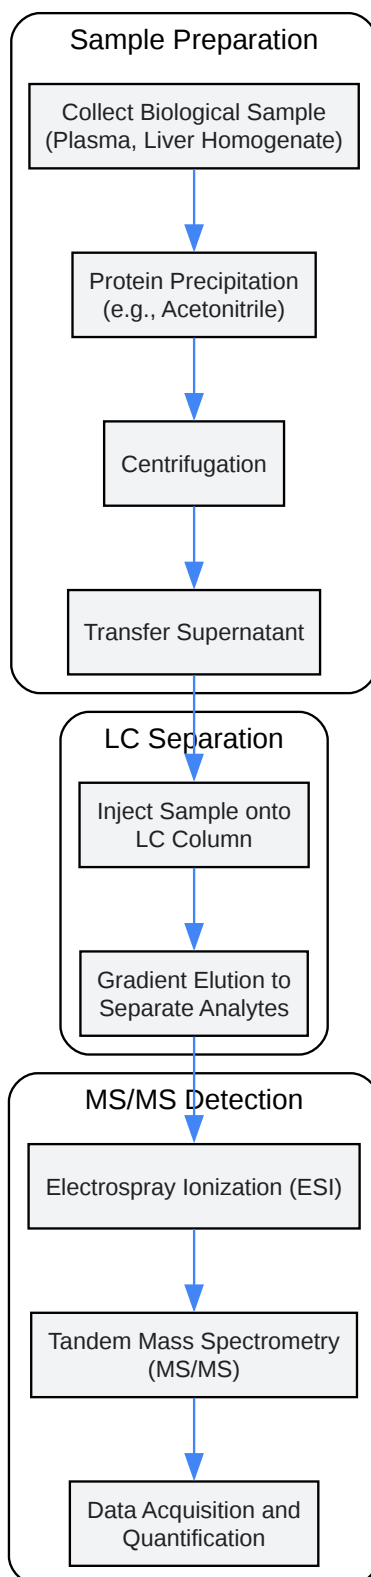 Sample Preparation
Collect Biological Sample
(Plasma, Liver Homogenate)
Protein Precipitation
(e.g., Acetonitrile)
Centrifugation
Transfer Supernatant
LC Separation
Inject Sample onto
LC Column
Gradient Elution to
Separate Analytes
MS/MS Detection
Electrospray Ionization (ESI)
Tandem Mass Spectrometry
(MS/MS)
Data Acquisition and
Quantification